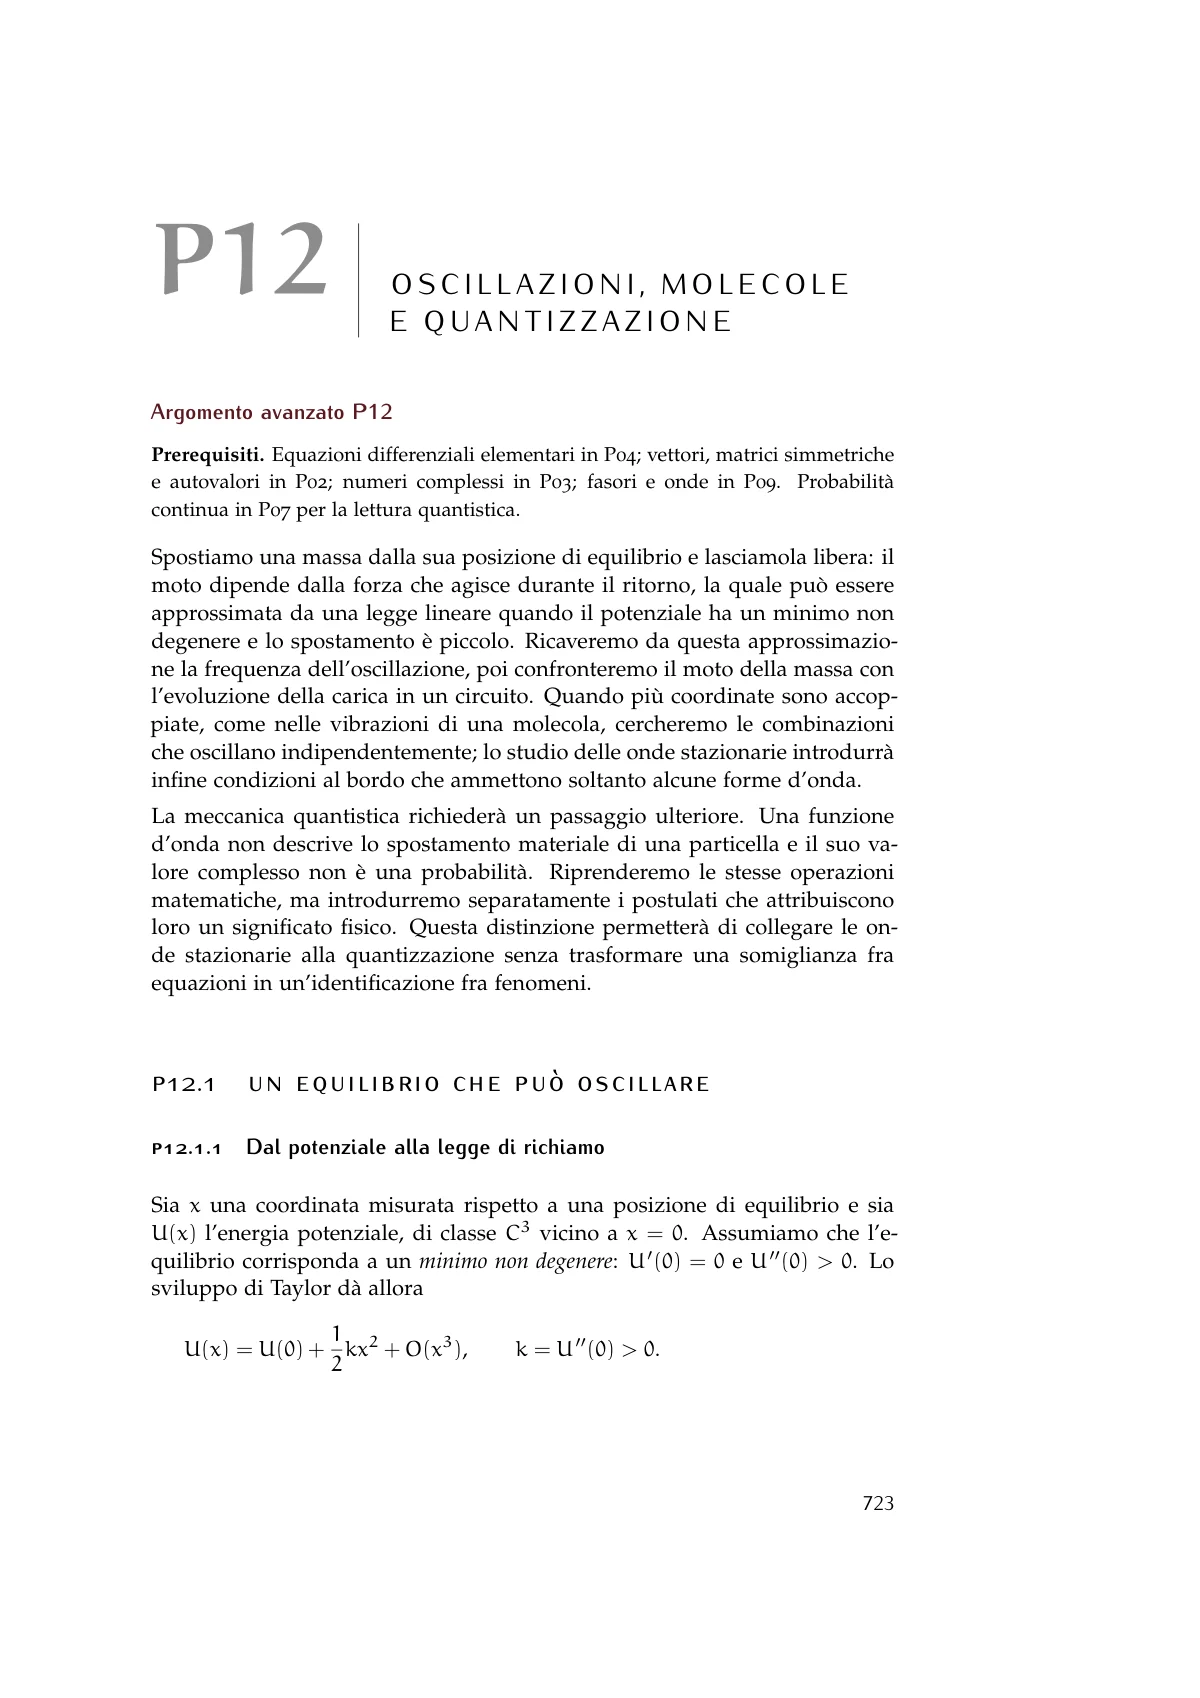 P12
OSCILLAZIONI, MOLECOLE
E QUANTIZZAZIONE
Argomento avanzato P12
Prerequisiti. Equazioni differenziali elementari in P04; vettori, matrici simmetriche
e autovalori in P02; numeri complessi in P03; fasori e onde in P09. Probabilità
continua in P07 per la lettura quantistica.
Spostiamo una massa dalla sua posizione di equilibrio e lasciamola libera: il
moto dipende dalla forza che agisce durante il ritorno, la quale può essere
approssimata da una legge lineare quando il potenziale ha un minimo non
degenere e lo spostamento è piccolo. Ricaveremo da questa approssimazio-
ne la frequenza dell'oscillazione, poi confronteremo il moto della massa con
l'evoluzione della carica in un circuito. Quando più coordinate sono accop-
piate, come nelle vibrazioni di una molecola, cercheremo le combinazioni
che oscillano indipendentemente; lo studio delle onde stazionarie introdurrà
infine condizioni al bordo che ammettono soltanto alcune forme d'onda.
La meccanica quantistica richiederà un passaggio ulteriore. Una funzione
d'onda non descrive lo spostamento materiale di una particella e il suo va-
lore complesso non è una probabilità. Riprenderemo le stesse operazioni
matematiche, ma introdurremo separatamente i postulati che attribuiscono
loro un significato fisico. Questa distinzione permetterà di collegare le on-
de stazionarie alla quantizzazione senza trasformare una somiglianza fra
equazioni in un'identificazione fra fenomeni.
P12.1 UN EQUILIBRIO CHE PUÒ OSCILLARE
P12.1.1 Dal potenziale alla legge di richiamo
Sia x una coordinata misurata rispetto a una posizione di equilibrio e sia
U(x) l'energia potenziale, di classe C³ vicino a x = 0. Assumiamo che l'e-
quilibrio corrisponda a un minimo non degenere: U′(0) = 0 e U″(0) > 0. Lo
sviluppo di Taylor dà allora
U(x) = U(0) + 1/2 kx² + O(x³), k = U″(0) > 0.
723